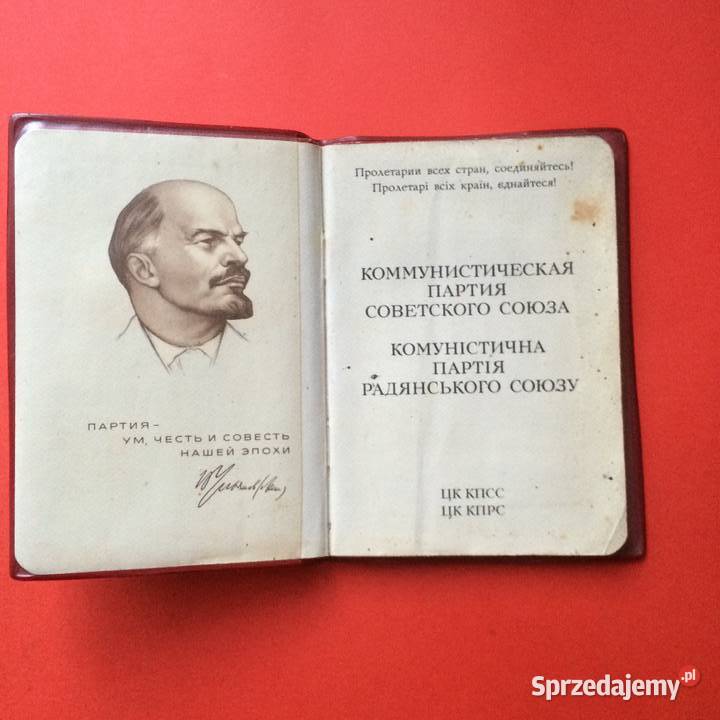 ПАРТИЯ–
УМ, ЧЕСТЬ И СОВЕСТЬ
НАШЕЙ ЭПОХИ
Пролетарии всех стран, соединяйтесь!
Пролетарі всіх країн, єднайтеся!
КОММУНИСТИЧЕСКАЯ
ПАРТИЯ
СОВЕТСКОГО СОЮЗА
КОМУНІСТИЧНА
ПАРТІЯ
РАДЯНСЬКОГО СОЮЗУ
ЦК КПСС
ЦК КПРС
Sprzedajemy.pl